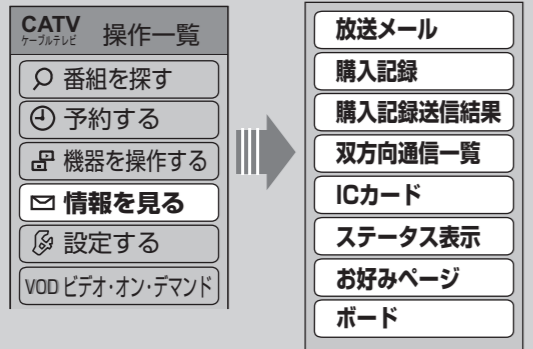 CATV
ケーブルテレビ 操作一覧
番組を探す
予約する
機器を操作する
情報を見る
設定する
VOD ビデオ・オン・デマンド
放送メール
購入記録
購入記録送信結果
双方向通信一覧
ICカード
ステータス表示
お好みページ
ボード